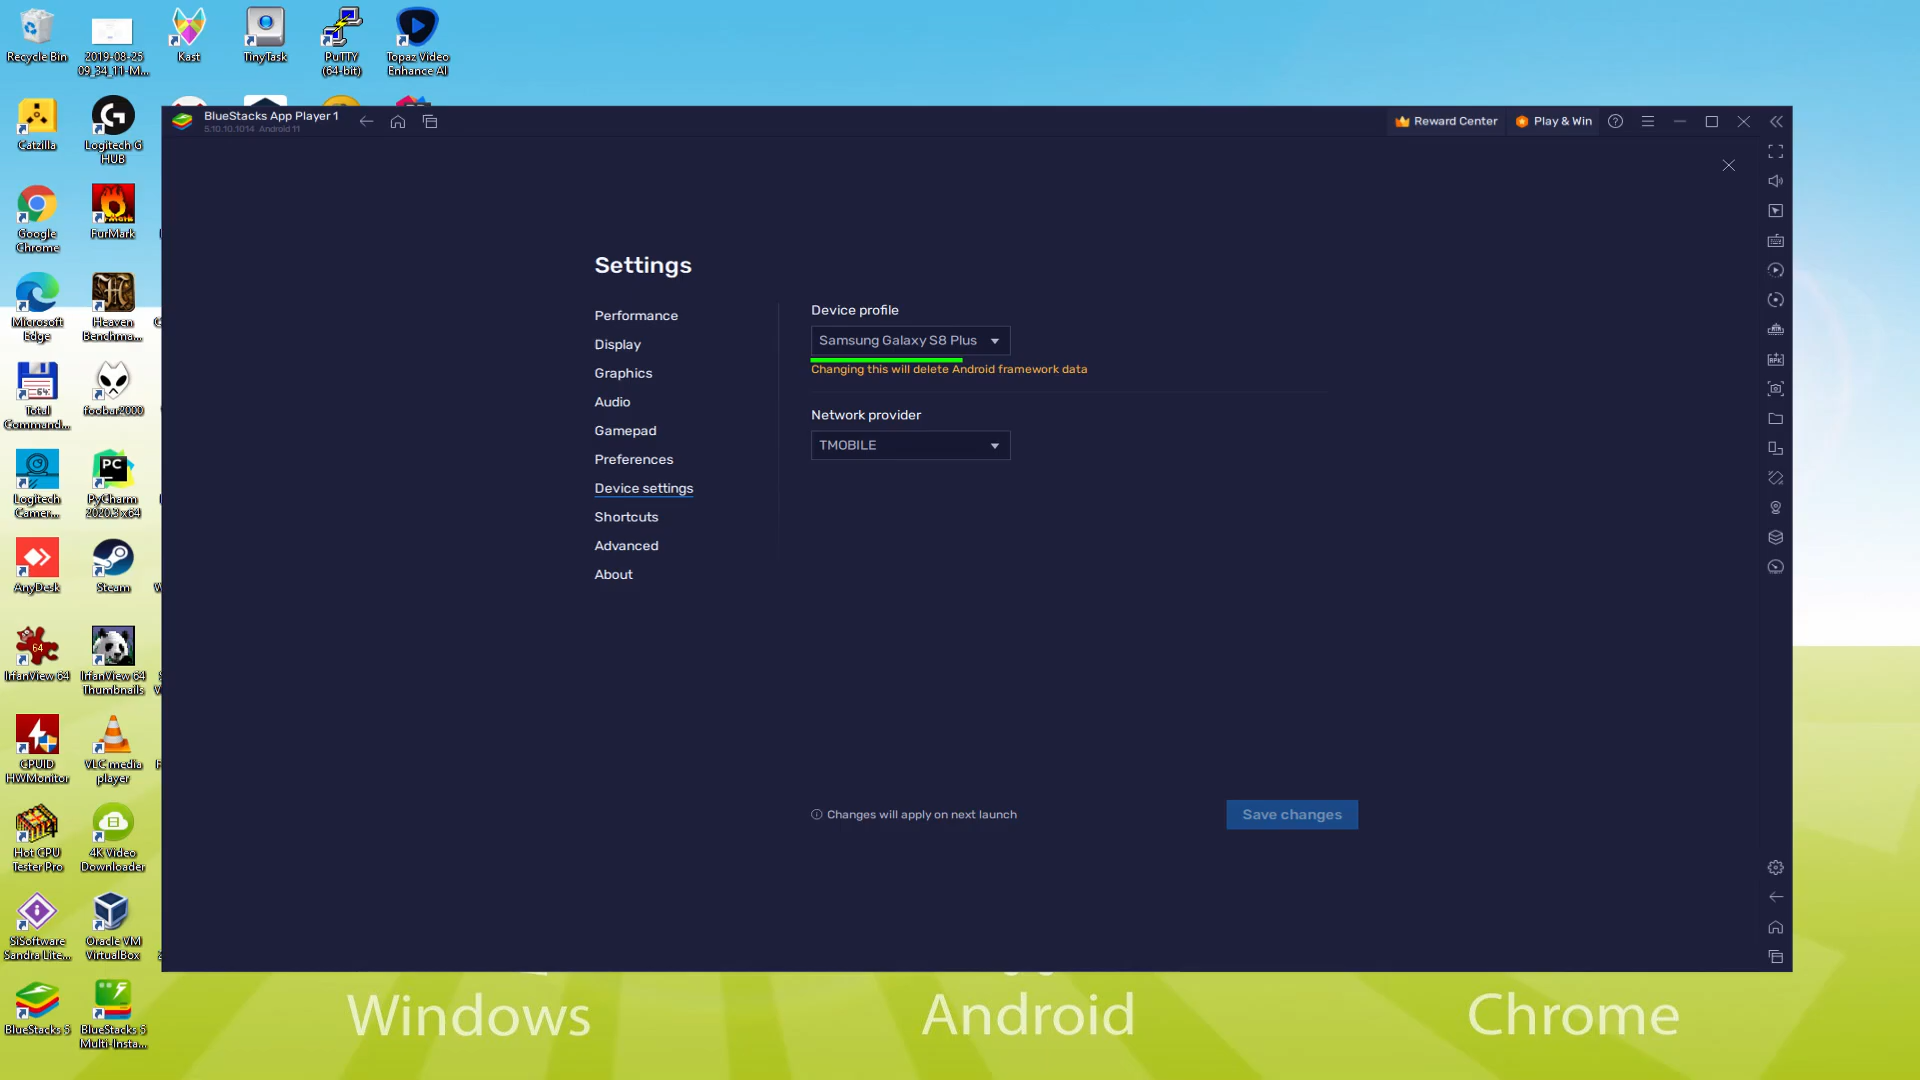 Recycle Bin
2019-08-25
09_34_11-M...
Kast
TinyTask
PuTTY
(64-bit)
Topaz Video
Enhance AI
Catzilla
Logitech G
HUB
Google
Chrome
FurMark
Microsoft
Edge
Heaven
Benchma...
Total
Command...
foobar2000
Logitech
Camer...
PC
PyCharm
2020.3 x64
AnyDesk
Steam
64
IrfanView 64
IrfanView 64
Thumbnails
CPUID
HWMonitor
VLC media
player
Hot CPU
Tester Pro
4K Video
Downloader
SiSoftware
Sandra Lite...
Oracle VM
VirtualBox
BlueStacks 5
BlueStacks 5
Multi-Insta...
BlueStacks App Player 1
5.10.10.1014 Android 11
Reward Center
Play & Win
Settings
Performance
Display
Graphics
Audio
Gamepad
Preferences
Device settings
Shortcuts
Advanced
About
Device profile
Samsung Galaxy S8 Plus
Changing this will delete Android framework data
Network provider
TMOBILE
Changes will apply on next launch
Save changes
Windows
Android
Chrome